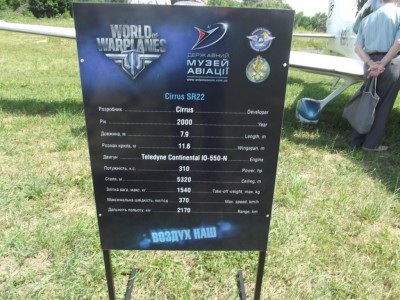 WORLD OF WARPLANES
ДЕРЖАВНИЙ
МУЗЕЙ
АВІАЦІЇ
Cirrus SR22
Розробник Cirrus Developer
Рік 2000 Year
Довжина, м 7.9 Length, m
Розмах крила, м 11.6 Wingspan, m
Двигун Teledyne Continental IO-550-N Engine
Потужність, к.с. 310 Power, hp
Стеля, м 5320 Ceiling, m
Злітна вага, макс, кг 1540 Take-off weight, max, kg
Максимальна швидкість, км/год 370 Max. speed, km/h
Дальність польоту, км 2170 Range, km
ВОЗДУХ НАШ